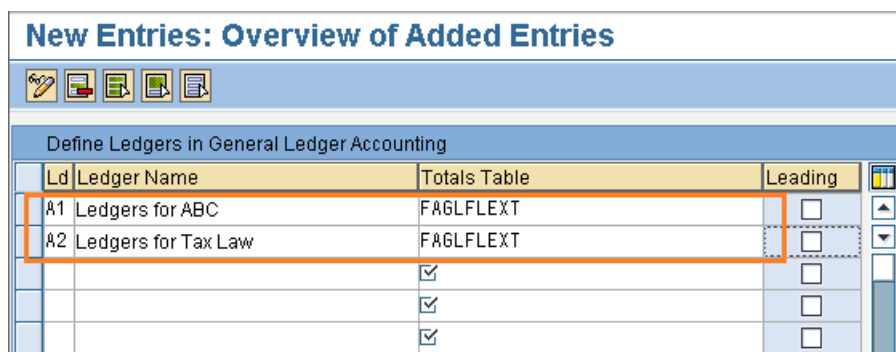 New Entries: Overview of Added Entries
Define Ledgers in General Ledger Accounting
Ld Ledger Name Totals Table Leading
A1 Ledgers for ABC FAGLFLEXT
A2 Ledgers for Tax Law FAGLFLEXT